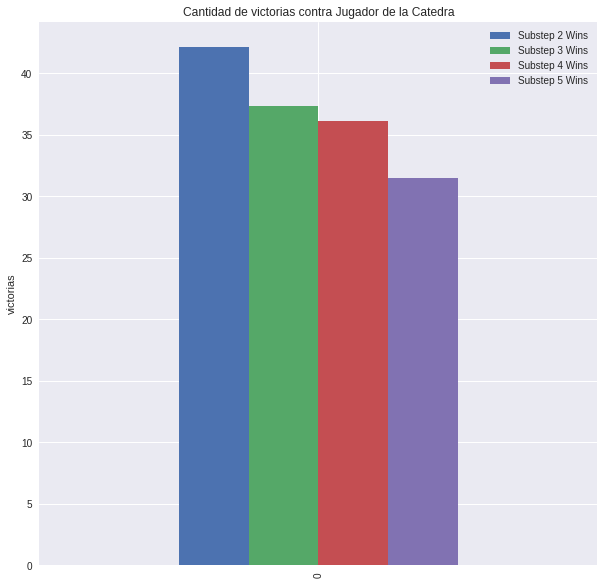 Cantidad de victorias contra Jugador de la Catedra
Substep 2 Wins
Substep 3 Wins
Substep 4 Wins
Substep 5 Wins
40
35
30
25
20
15
10
5
0
victorias
0